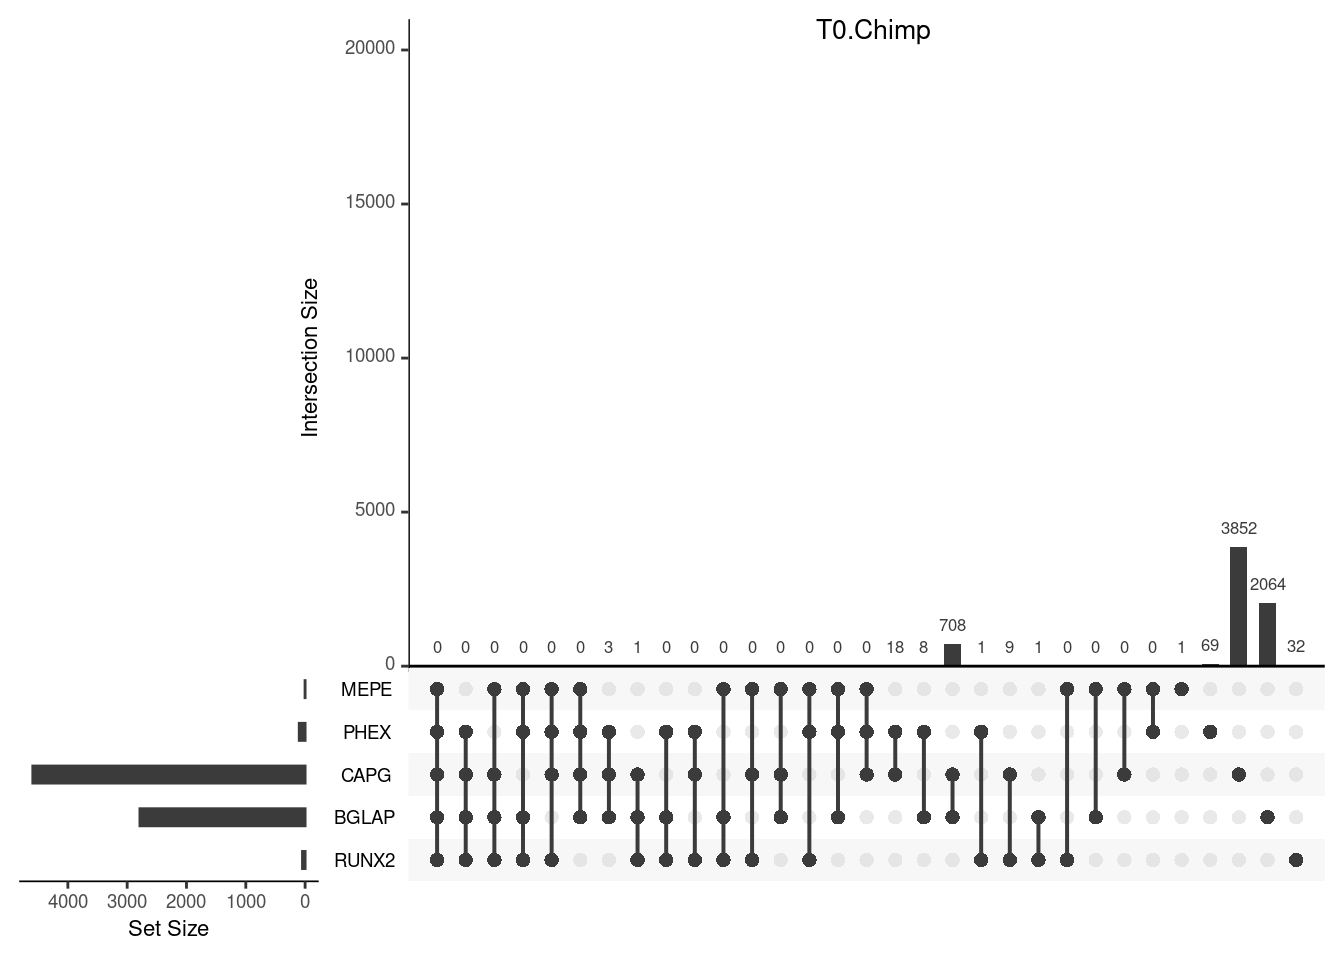 T0.Chimp
20000
15000
10000
5000
0
Intersection Size
3852
2064
708
0 0 0 0 0 0 3 1 0 0 0 0 0 0 0 0 18 8 1 9 1 0 0 0 0 1 69 32
MEPE
PHEX
CAPG
BGLAP
RUNX2
4000 3000 2000 1000 0
Set Size